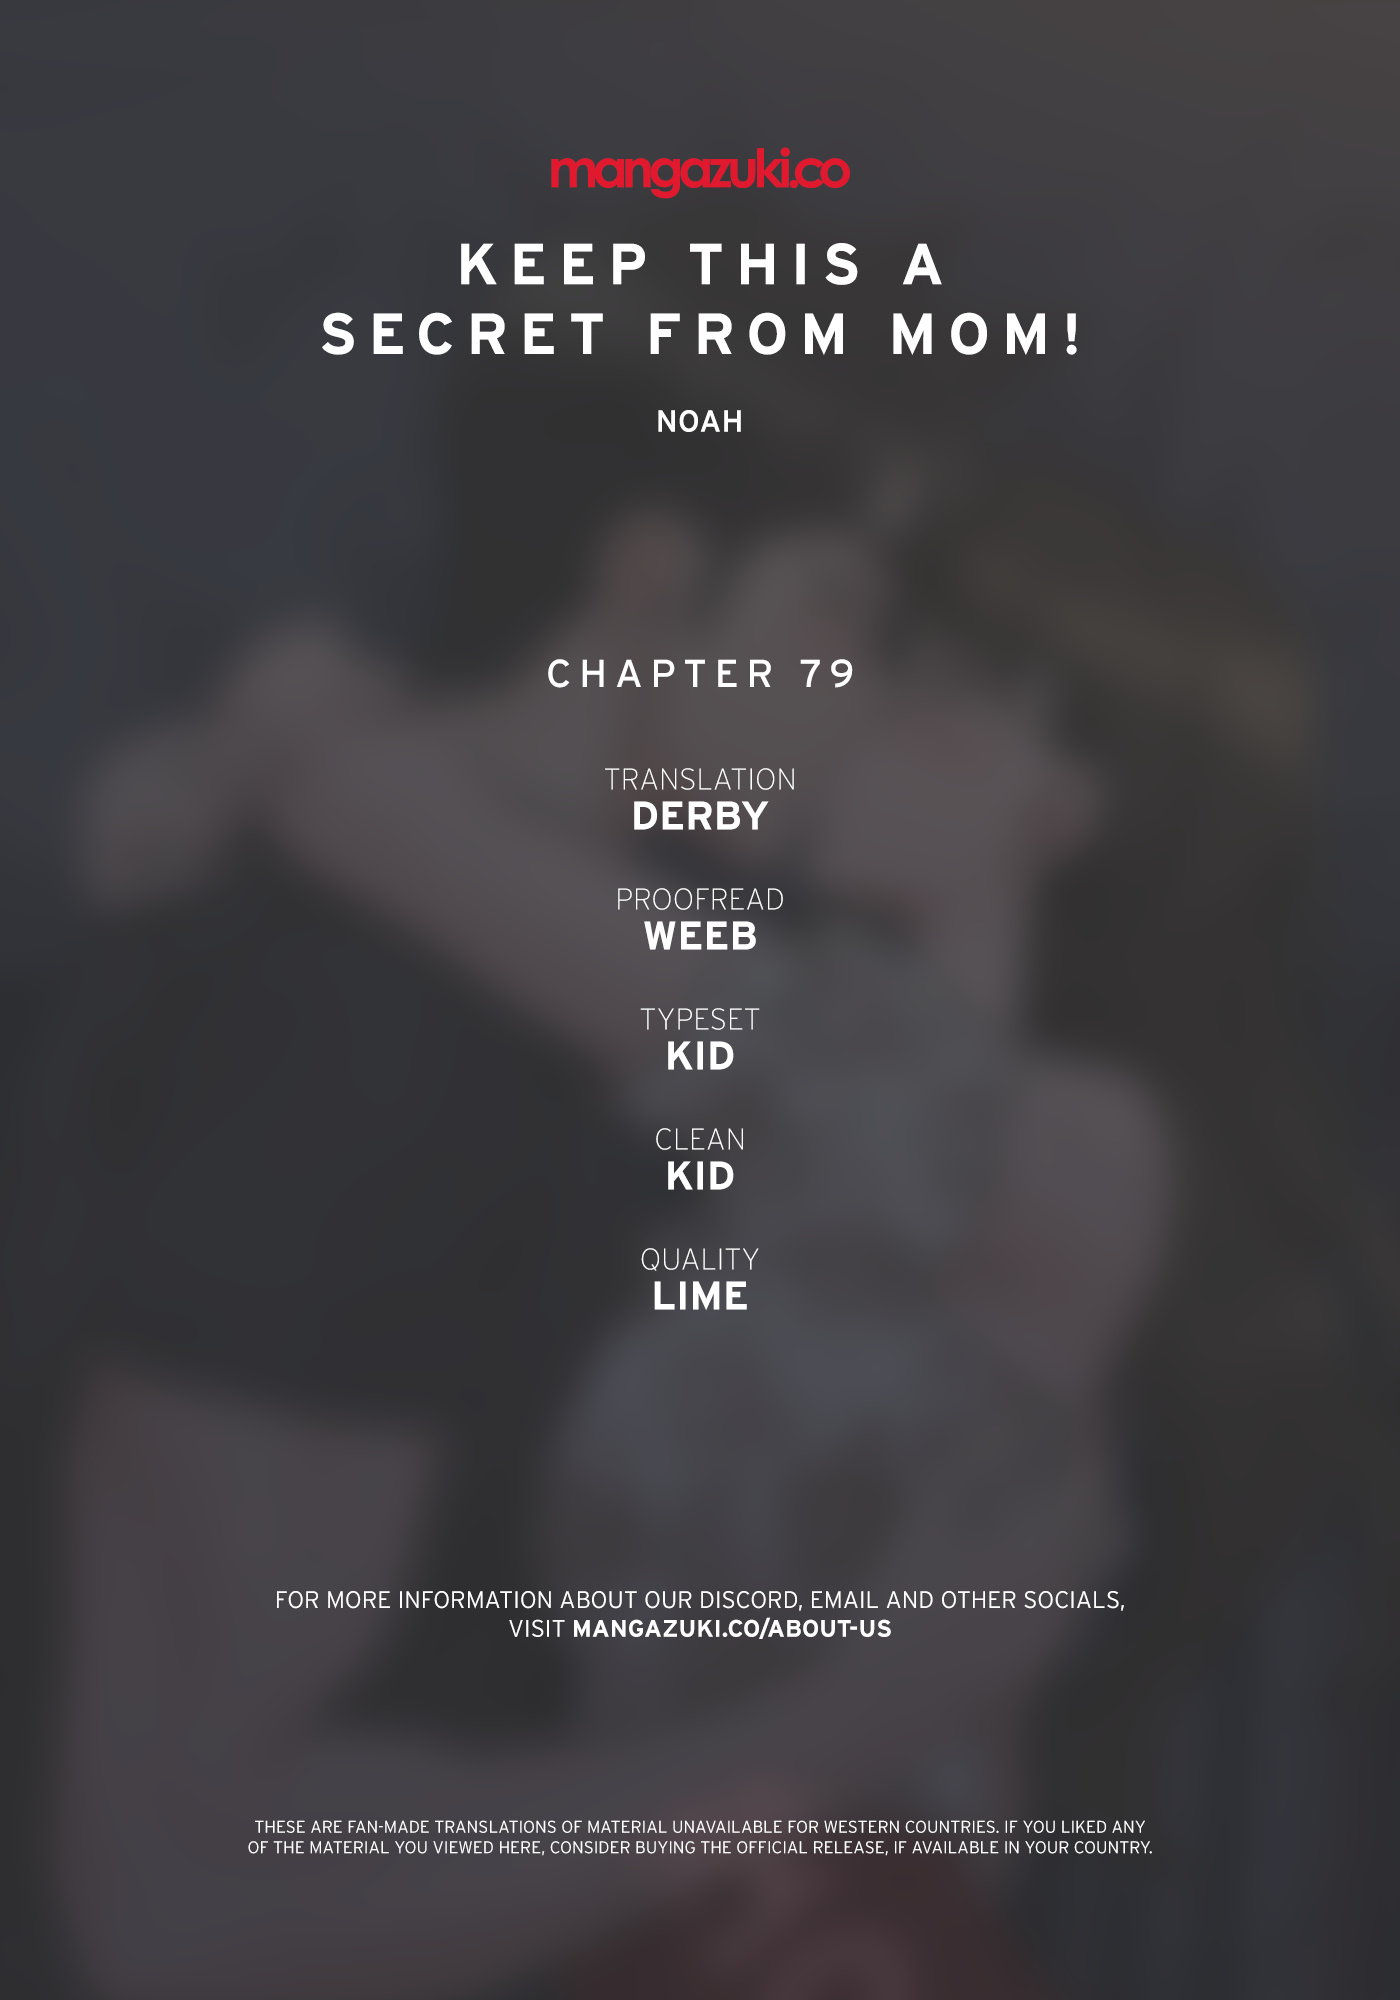 mangazuki.co
KEEP THIS A
SECRET FROM MOM!
NOAH
CHAPTER 79
TRANSLATION
DERBY
PROOFREAD
WEEB
TYPESET
KID
CLEAN
KID
QUALITY
LIME
FOR MORE INFORMATION ABOUT OUR DISCORD, EMAIL AND OTHER SOCIALS,
VISIT MANGAZUKI.CO/ABOUT-US
THESE ARE FAN-MADE TRANSLATIONS OF MATERIAL UNAVAILABLE FOR WESTERN COUNTRIES. IF YOU LIKED ANY
OF THE MATERIAL YOU VIEWED HERE, CONSIDER BUYING THE OFFICIAL RELEASE, IF AVAILABLE IN YOUR COUNTRY.